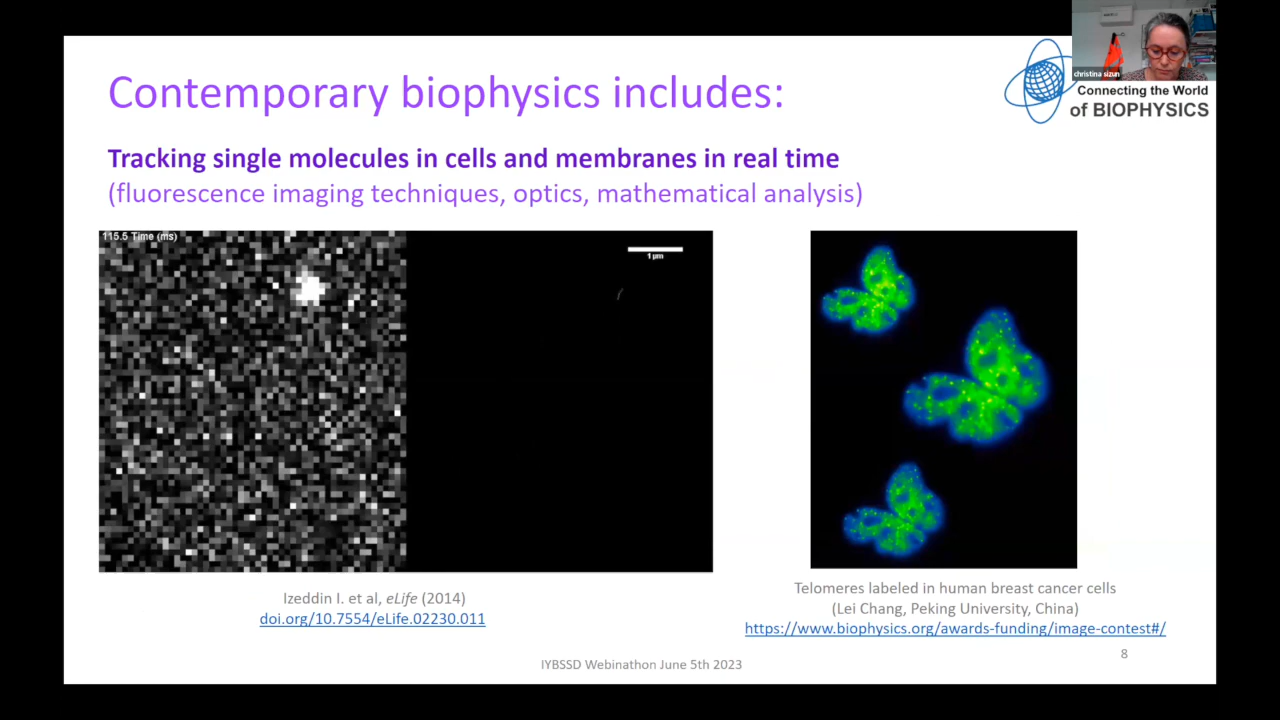 Contemporary biophysics includes:
christina sizun
Connecting the World
of BIOPHYSICS
Tracking single molecules in cells and membranes in real time
(fluorescence imaging techniques, optics, mathematical analysis)
115.5 Time (ms)
1 µm
Izeddin I. et al, eLife (2014)
doi.org/10.7554/eLife.02230.011
Telomeres labeled in human breast cancer cells
(Lei Chang, Peking University, China)
https://www.biophysics.org/awards-funding/image-contest#/
8
IYBSSD Webinathon June 5th 2023